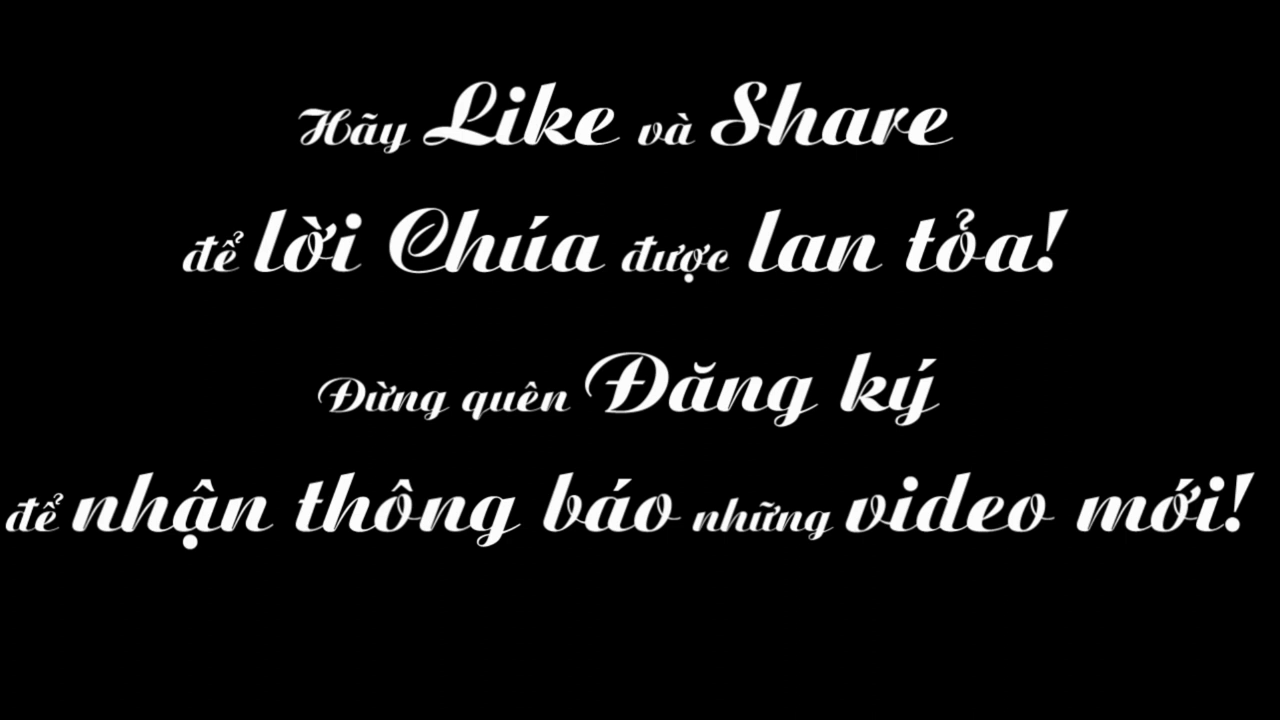 Hãy Like và Share
để lời Chúa được lan tỏa!
Đừng quên Đăng ký
để nhận thông báo những video mới!